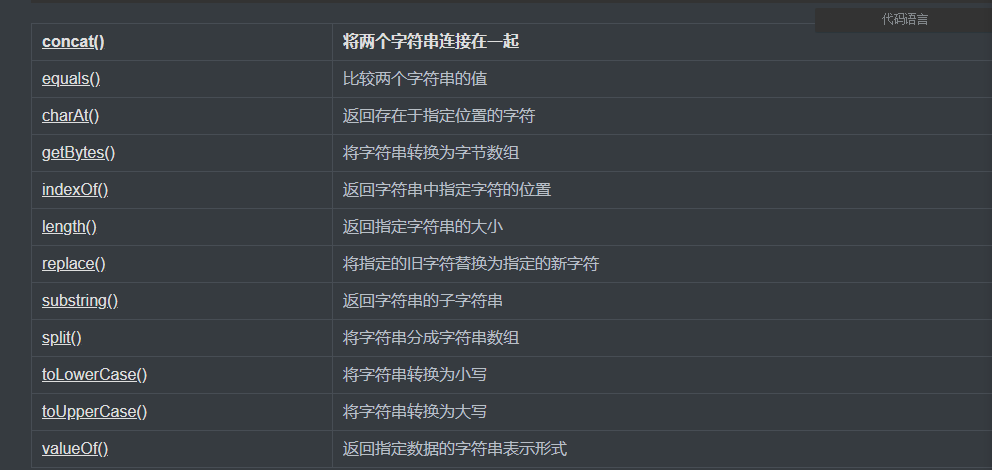 代码语言
concat() 将两个字符串连接在一起
equals() 比较两个字符串的值
charAt() 返回存在于指定位置的字符
getBytes() 将字符串转换为字节数组
indexOf() 返回字符串中指定字符的位置
length() 返回指定字符串的大小
replace() 将指定的旧字符替换为指定的新字符
substring() 返回字符串的子字符串
split() 将字符串分成字符串数组
toLowerCase() 将字符串转换为小写
toUpperCase() 将字符串转换为大写
valueOf() 返回指定数据的字符串表示形式